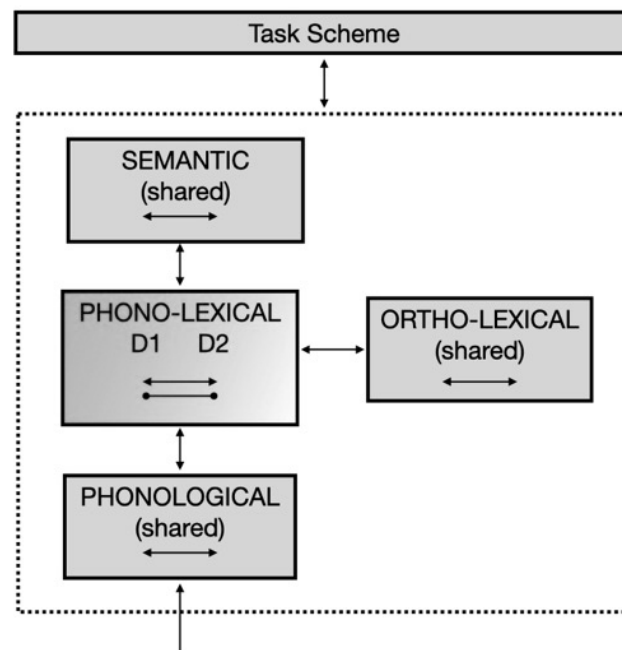 Task Scheme
SEMANTIC
(shared)
PHONO-LEXICAL
D1 D2
ORTHO-LEXICAL
(shared)
PHONOLOGICAL
(shared)